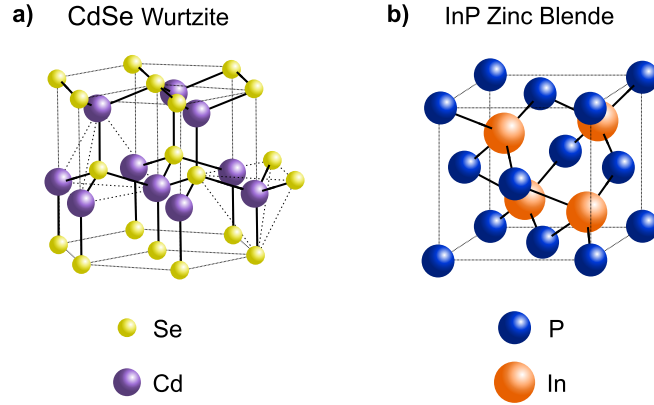 a) CdSe Wurtzite
b) InP Zinc Blende
Se
Cd
P
In